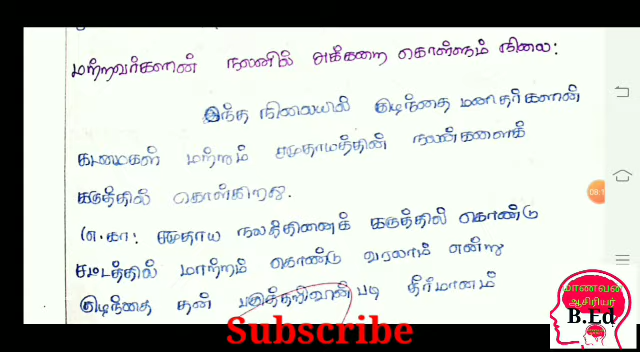 மற்றவர்களின் நலனில் அக்கறை கொள்ளும் நிலை:
இந்த நிலையில் குழந்தை மனிதர்களின்
கடமைகள் மற்றும் சமுதாயத்தின் நலன்களைக்
கருத்தில் கொள்கிறது.
(எ.கா: சமுதாய நலத்தினைக் கருத்தில் கொண்டு
சட்டத்தில் மாற்றம் கொண்டு வரலாம் என்று
குழந்தை தன் பகுத்தறிவின் படி தீர்மானம்
Subscribe
மாணவன்
ஆசிரியர்
B.Ed